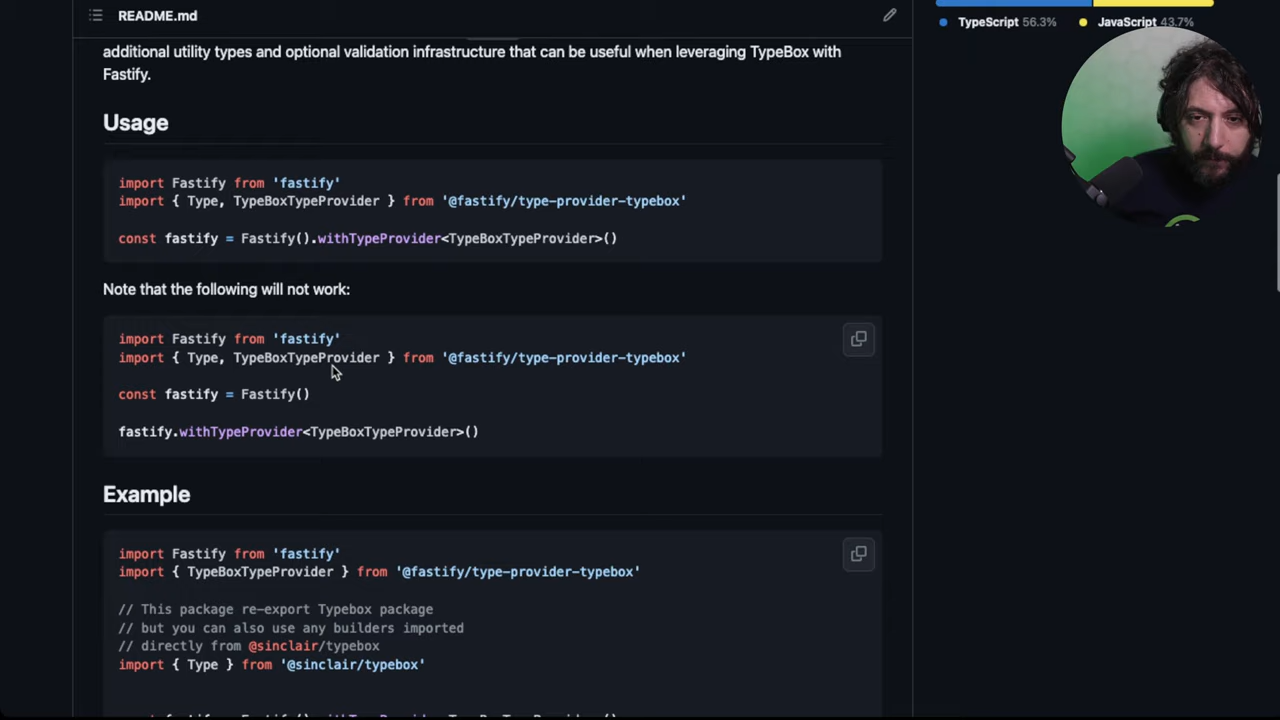 README.md
TypeScript 56.3% JavaScript 43.7%
additional utility types and optional validation infrastructure that can be useful when leveraging TypeBox with
Fastify.
Usage
import Fastify from 'fastify'
import { Type, TypeBoxTypeProvider } from '@fastify/type-provider-typebox'
const fastify = Fastify().withTypeProvider<TypeBoxTypeProvider>()
Note that the following will not work:
import Fastify from 'fastify'
import { Type, TypeBoxTypeProvider } from '@fastify/type-provider-typebox'
const fastify = Fastify()
fastify.withTypeProvider<TypeBoxTypeProvider>()
Example
import Fastify from 'fastify'
import { TypeBoxTypeProvider } from '@fastify/type-provider-typebox'
// This package re-export Typebox package
// but you can also use any builders imported
// directly from @sinclair/typebox
import { Type } from '@sinclair/typebox'